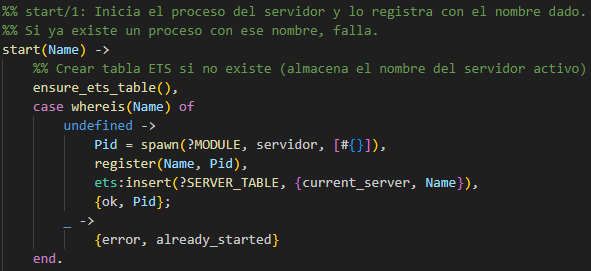 %% start/1: Inicia el proceso del servidor y lo registra con el nombre dado.
%% Si ya existe un proceso con ese nombre, falla.
start(Name) ->
    %% Crear tabla ETS si no existe (almacena el nombre del servidor activo)
    ensure_ets_table(),
    case whereis(Name) of
        undefined ->
            Pid = spawn(?MODULE, servidor, [#{}]),
            register(Name, Pid),
            ets:insert(?SERVER_TABLE, {current_server, Name}),
            {ok, Pid};
        _ ->
            {error, already_started}
    end.